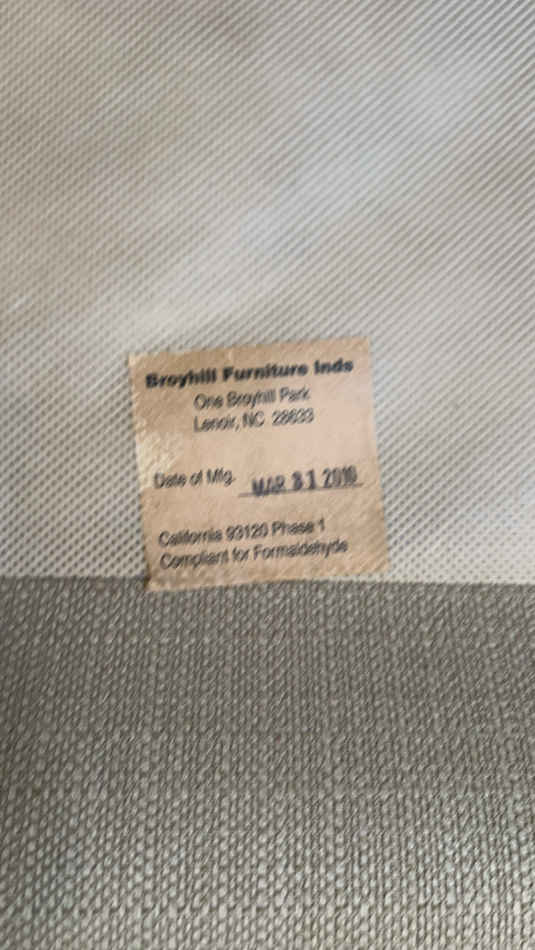 Broyhill Furniture Inds
One Broyhill Park
Lenoir, NC 28633
Date of Mfg. MAR 31 2010
California 93120 Phase 1
Compliant for Formaldehyde